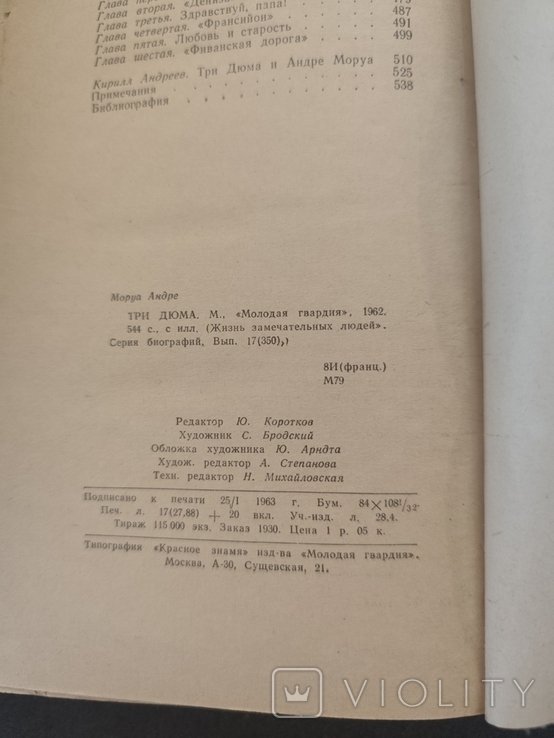 Глава вторая. «Дениза»
Глава третья. Здравствуй, папа! 487
Глава четвертая. «Франсийон» 491
Глава пятая. Любовь и старость 499
Глава шестая. «Фиванская дорога»
Кирилл Андреев. Три Дюма и Андре Моруа 510
Примечания 525
Библиография 538
Моруа Андре
ТРИ ДЮМА. М., «Молодая гвардия», 1962.
544 с., с илл. (Жизнь замечательных людей».
Серия биографий. Вып. 17(350),)
8И(франц.)
М79
Редактор Ю. Коротков
Художник С. Бродский
Обложка художника Ю. Арндта
Худож. редактор А. Степанова
Техн. редактор Н. Михайловская
Подписано к печати 25/I 1963 г. Бум. 84×108 1/32.
Печ. л. 17(27,88) + 20 вкл. Уч.-изд. л. 28,4.
Тираж 115 000 экз. Заказ 1930. Цена 1 р. 05 к.
Типография «Красное знамя» изд-ва «Молодая гвардия».
Москва, А-30, Сущевская, 21.
VIOLITY